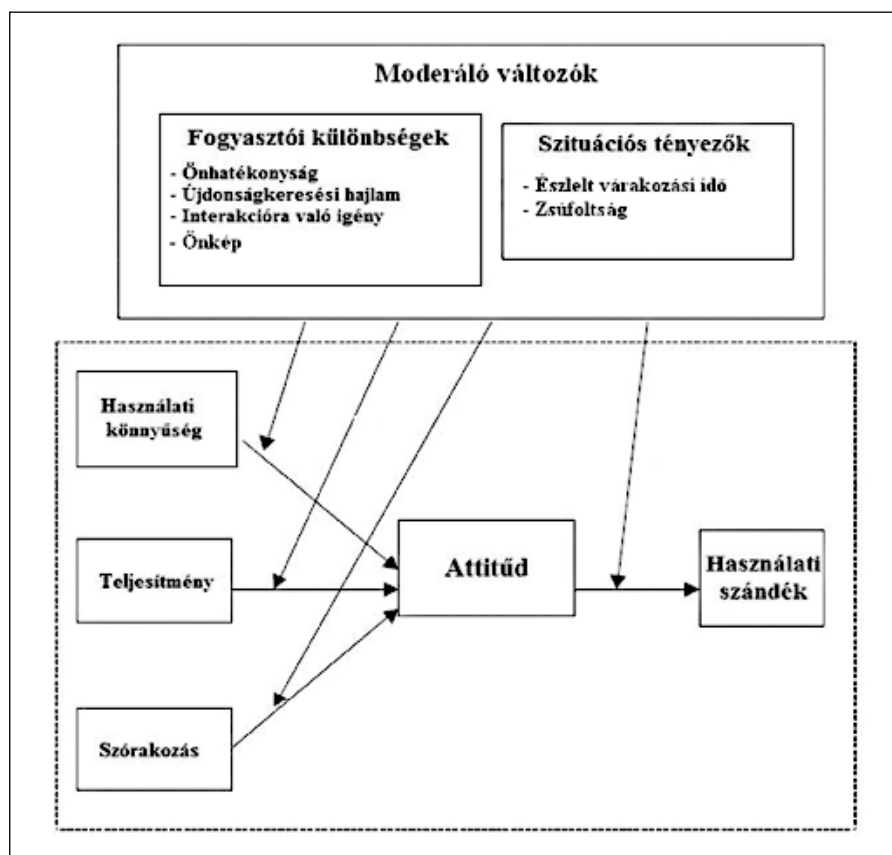 Moderáló változók
Fogyasztói különbségek
- Önhatékonyság
- Újdonságkeresési hajlam
- Interakcióra való igény
- Önkép
Szituációs tényezők
- Észlelt várakozási idő
- Zsúfoltság
Használati
könnyűség
Teljesítmény
Szórakozás
Attitűd
Használati
szándék